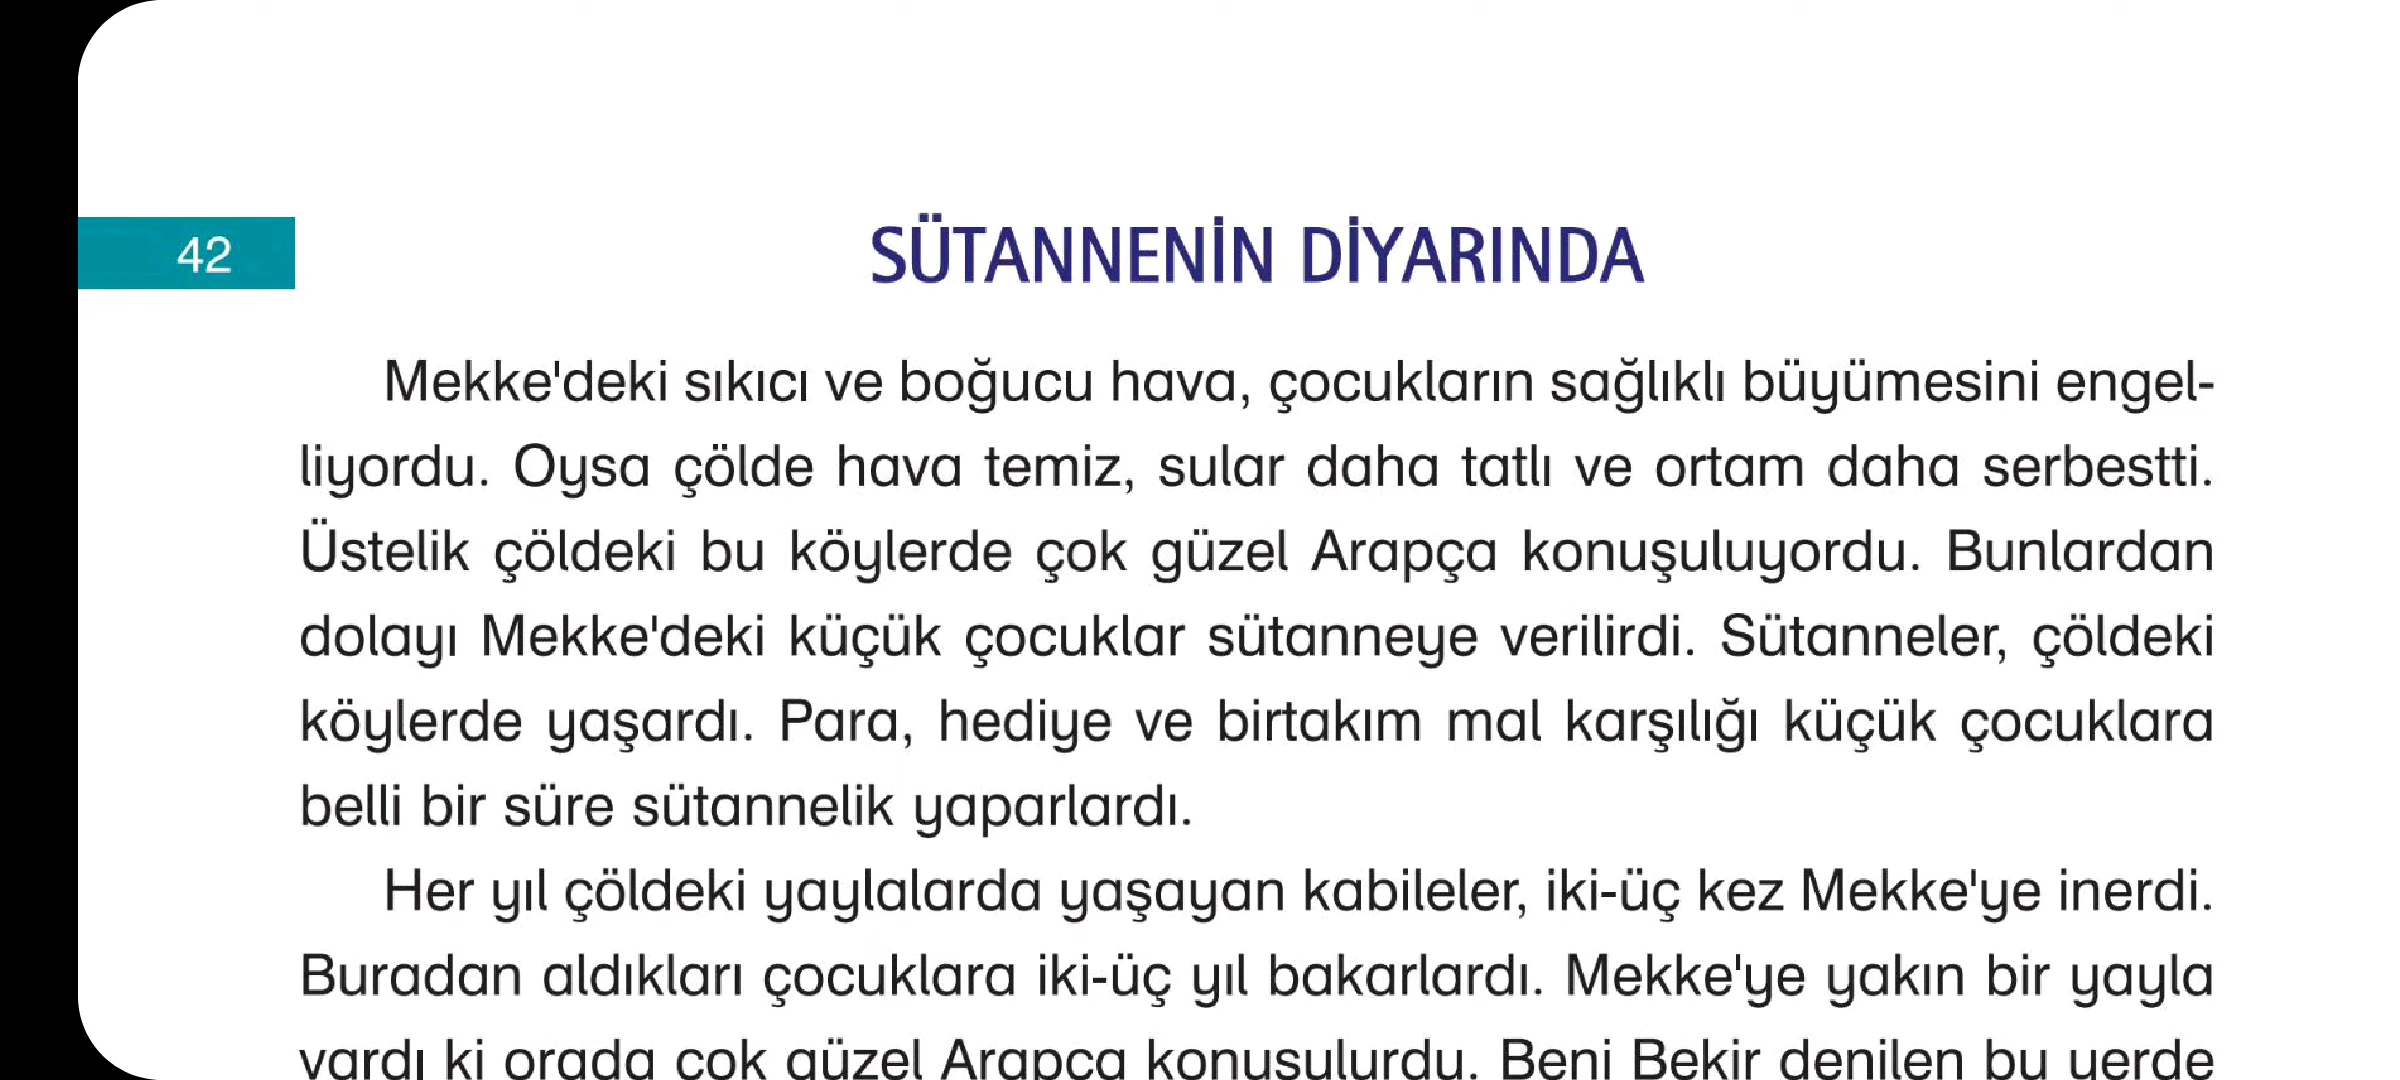 42
SÜTANNENİN DİYARINDA
Mekke'deki sıkıcı ve boğucu hava, çocukların sağlıklı büyümesini engel-
liyordu. Oysa çölde hava temiz, sular daha tatlı ve ortam daha serbestti.
Üstelik çöldeki bu köylerde çok güzel Arapça konuşuluyordu. Bunlardan
dolayı Mekke'deki küçük çocuklar sütanneye verilirdi. Sütanneler, çöldeki
köylerde yaşardı. Para, hediye ve birtakım mal karşılığı küçük çocuklara
belli bir süre sütannelik yaparlardı.
Her yıl çöldeki yaylalarda yaşayan kabileler, iki-üç kez Mekke'ye inerdi.
Buradan aldıkları çocuklara iki-üç yıl bakarlardı. Mekke'ye yakın bir yayla
vardı ki orada çok güzel Arapça konuşulurdu. Beni Bekir denilen bu yerde